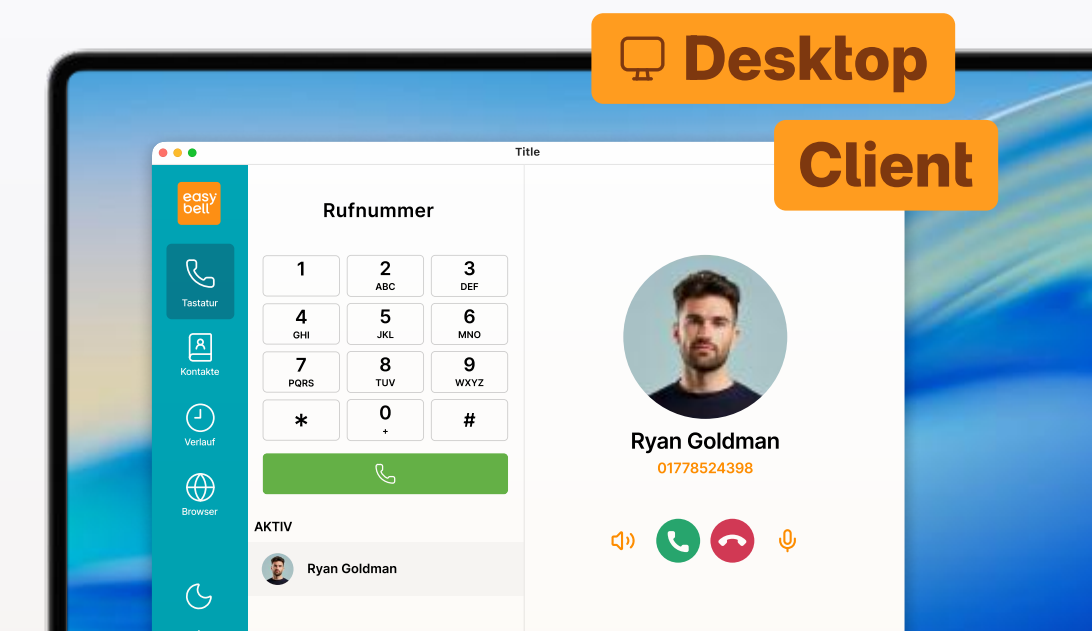 Desktop
Client
Title
easy
bell
Tastatur
Kontakte
Verlauf
Browser
Rufnummer
1
2
ABC
3
DEF
4
GHI
5
JKL
6
MNO
7
PQRS
8
TUV
9
WXYZ
*
0
+
#
AKTIV
Ryan Goldman
Ryan Goldman
01778524398